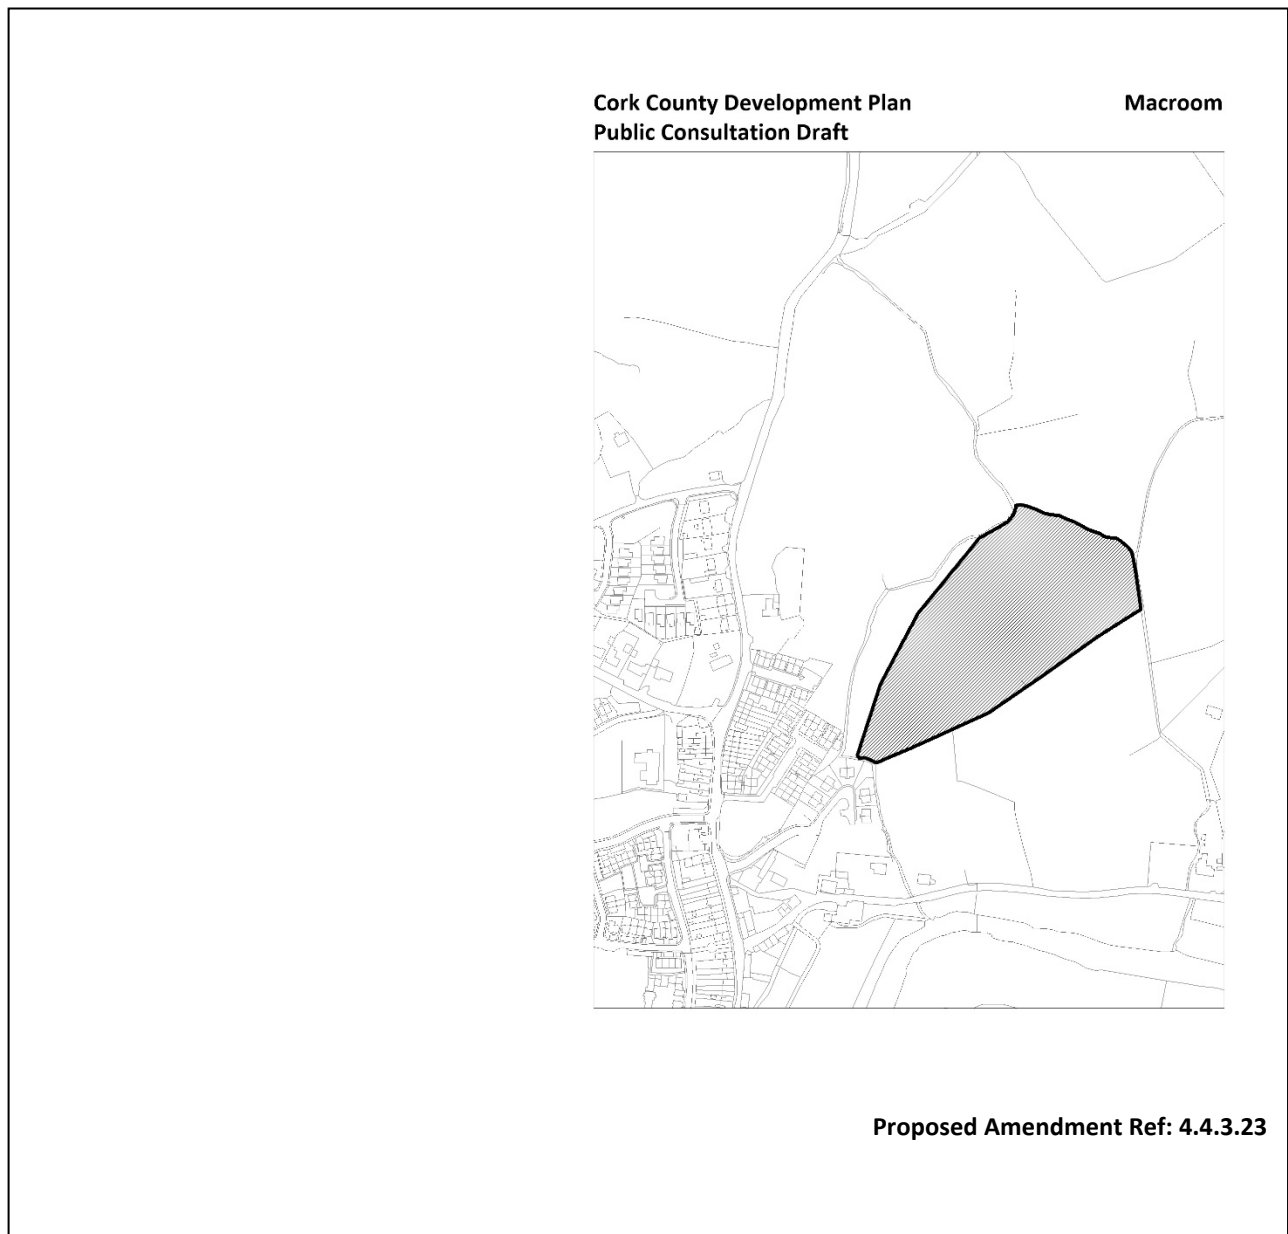 Cork County Development Plan Macroom
Public Consultation Draft
Proposed Amendment Ref: 4.4.3.23